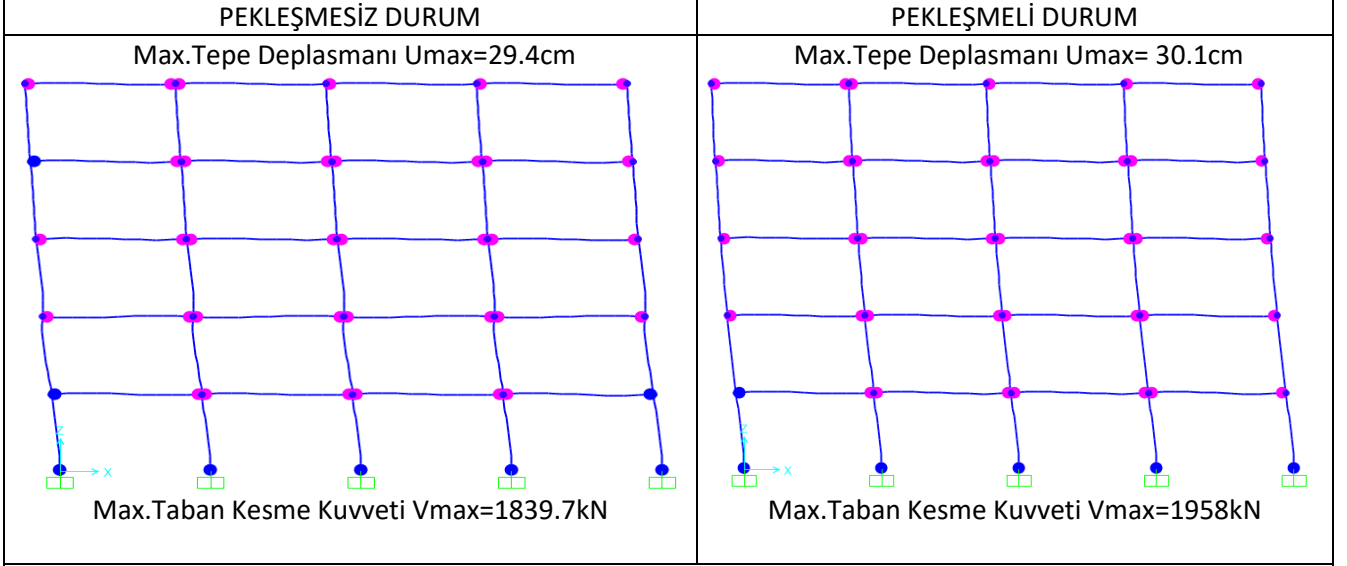 PEKLEŞMESİZ DURUM
PEKLEŞMELİ DURUM
Max.Tepe Deplasmanı Umax=29.4cm
Max.Tepe Deplasmanı Umax= 30.1cm
Z
X
Z
X
Max.Taban Kesme Kuvveti Vmax=1839.7kN
Max.Taban Kesme Kuvveti Vmax=1958kN